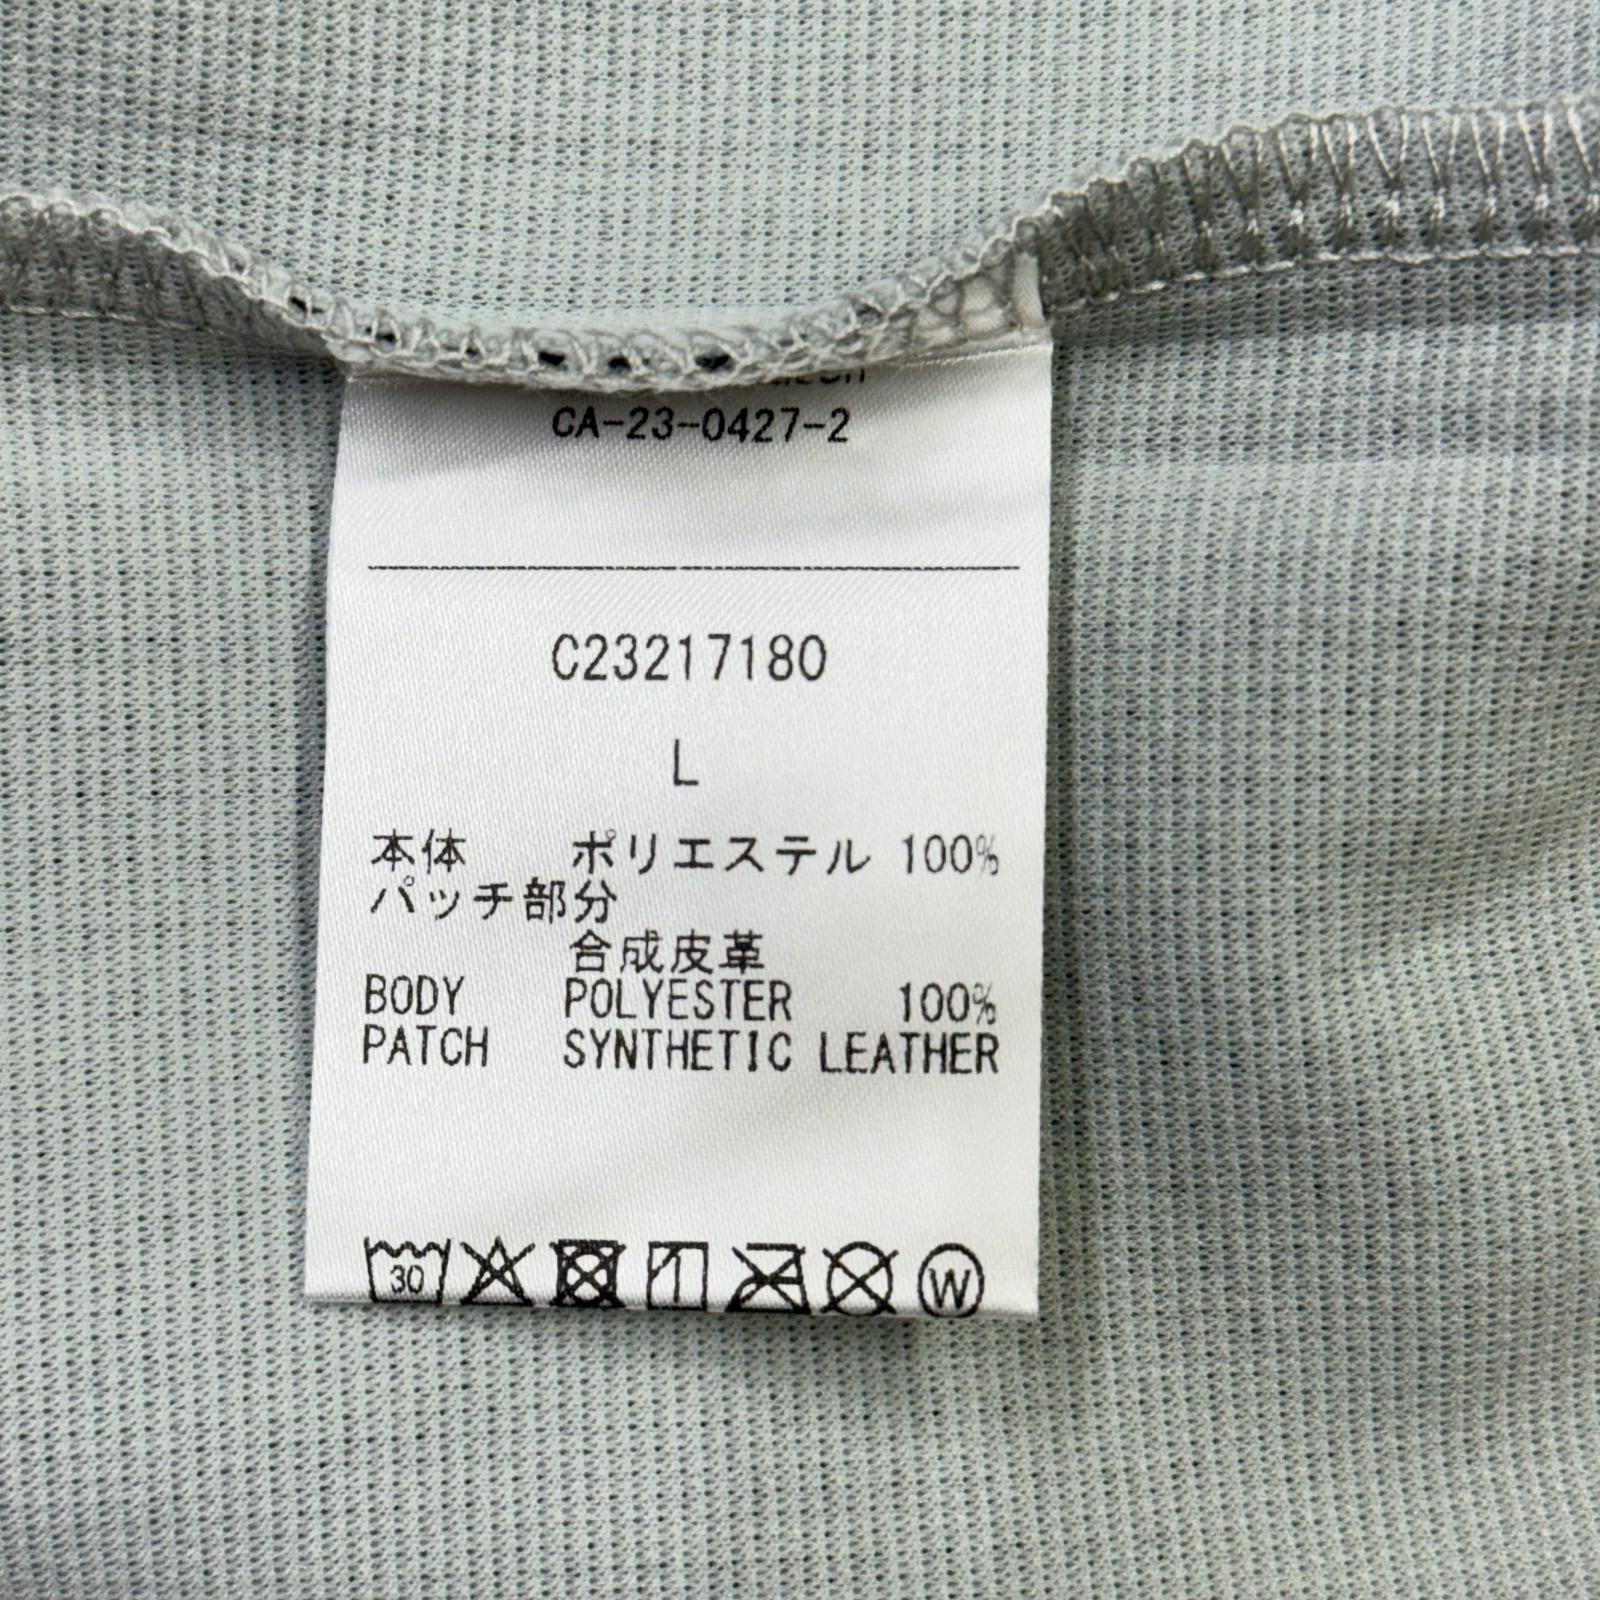 CA-23-0427-2
C23217180
L
本体 ポリエステル 100%
パッチ部分
合成皮革
BODY POLYESTER 100%
PATCH SYNTHETIC LEATHER
30
W